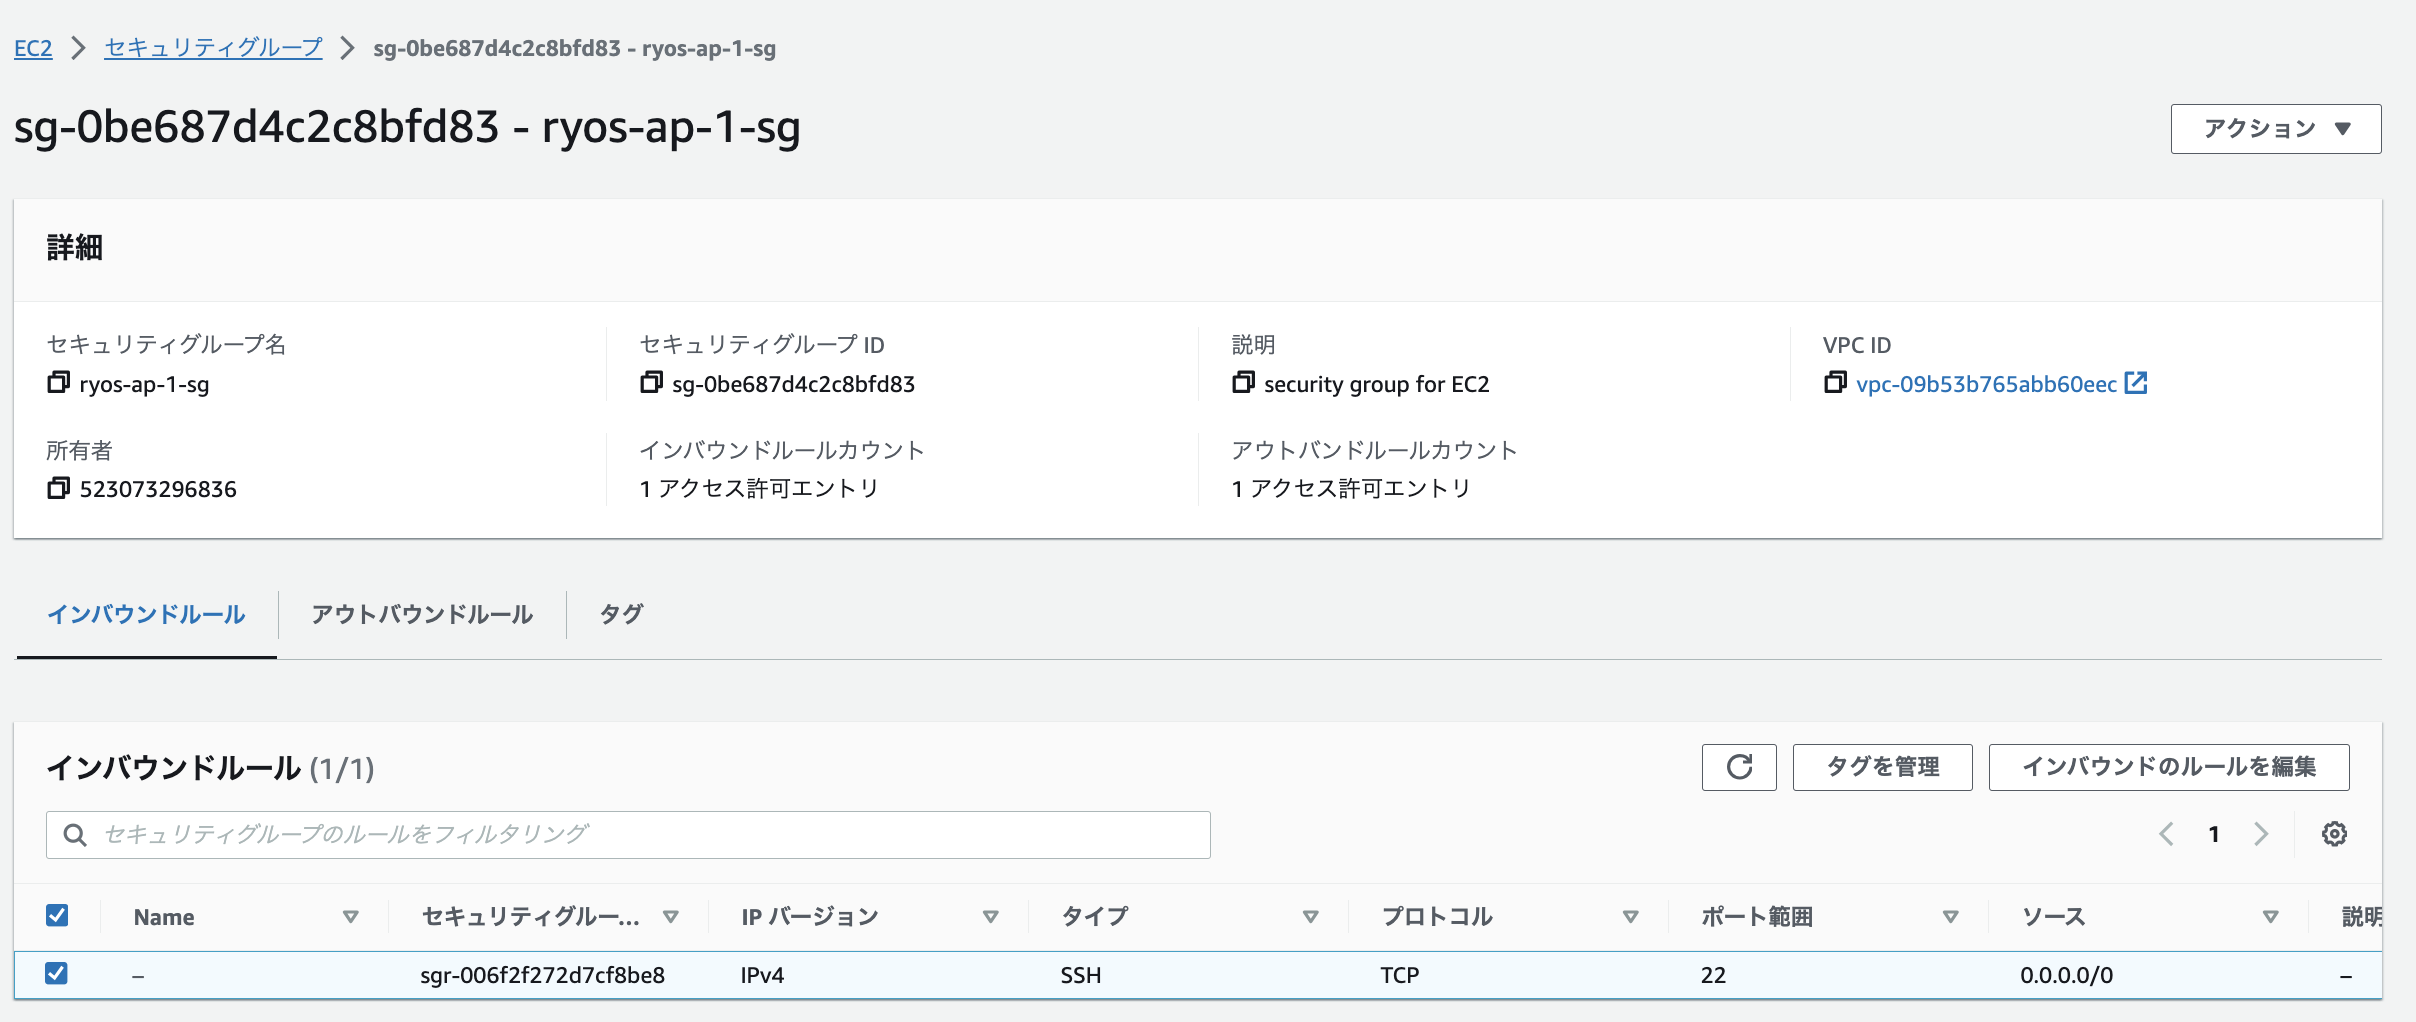 EC2 セキュリティグループ sg-0be687d4c2c8bfd83 - ryos-ap-1-sg
sg-0be687d4c2c8bfd83 - ryos-ap-1-sg
アクション
詳細
セキュリティグループ名
ryos-ap-1-sg
セキュリティグループ ID
sg-0be687d4c2c8bfd83
説明
security group for EC2
VPC ID
vpc-09b53b765abb60eec
所有者
523073296836
インバウンドルールカウント
1 アクセス許可エントリ
アウトバンドルールカウント
1 アクセス許可エントリ
インバウンドルール アウトバウンドルール タグ
インバウンドルール (1/1)
タグを管理 インバウンドのルールを編集
セキュリティグループのルールをフィルタリング
1
Name セキュリティグルー... IP バージョン タイプ プロトコル ポート範囲 ソース 説明
– sgr-006f2f272d7cf8be8 IPv4 SSH TCP 22 0.0.0.0/0 –